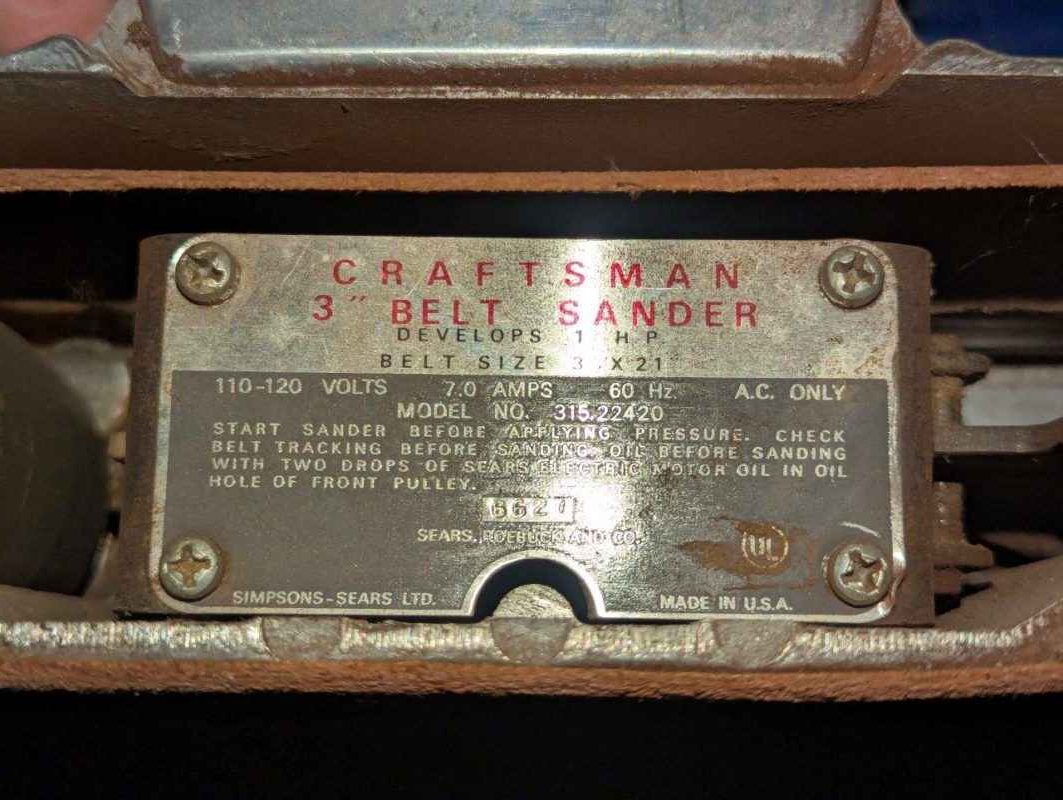 CRAFTSMAN
3" BELT SANDER
DEVELOPS 1 H P
BELT SIZE 3 X 21
110-120 VOLTS 7.0 AMPS 60 Hz. A.C. ONLY
MODEL NO. 315.22420
START SANDER BEFORE APPLYING PRESSURE. CHECK
BELT TRACKING BEFORE SANDING. OIL BEFORE SANDING
WITH TWO DROPS OF SEARS ELECTRIC MOTOR OIL IN OIL
HOLE OF FRONT PULLEY.
6627
SEARS, ROEBUCK AND CO.
UL
SIMPSONS-SEARS LTD. MADE IN U.S.A.